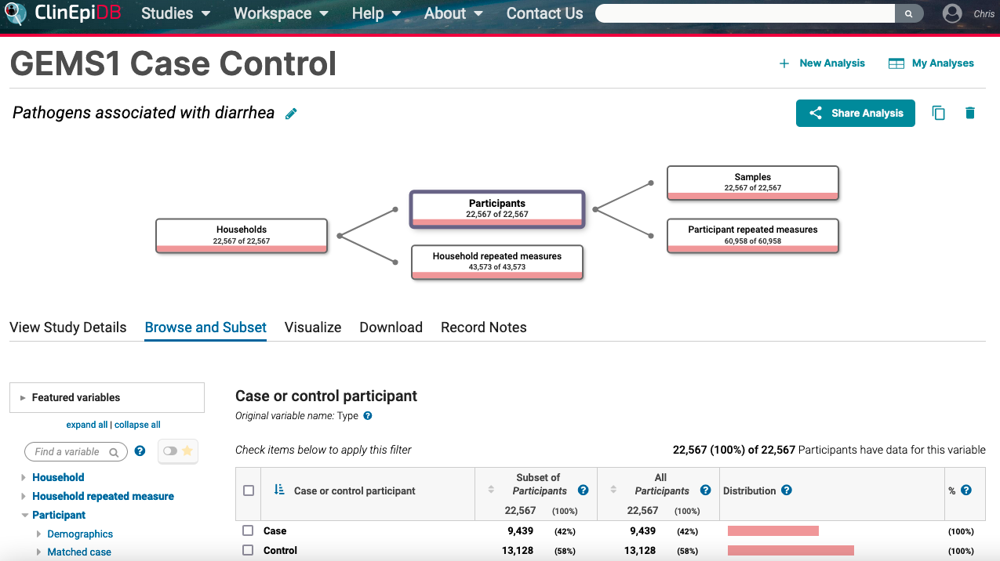 ClinEpiDB Studies Workspace Help About Contact Us Chris
GEMS1 Case Control
+ New Analysis My Analyses
Pathogens associated with diarrhea
Share Analysis
Samples
22,567 of 22,567
Participants
22,567 of 22,567
Households
22,567 of 22,567
Participant repeated measures
60,958 of 60,958
Household repeated measures
43,573 of 43,573
View Study Details Browse and Subset Visualize Download Record Notes
Featured variables
expand all | collapse all
Find a variable
Household
Household repeated measure
Participant
Demographics
Matched case
Case or control participant
Original variable name: Type
Check items below to apply this filter
22,567 (100%) of 22,567 Participants have data for this variable
Case or control participant
Subset of
Participants
22,567 (100%)
All
Participants
22,567 (100%)
Distribution
%
Case 9,439 (42%) 9,439 (42%) (100%)
Control 13,128 (58%) 13,128 (58%) (100%)